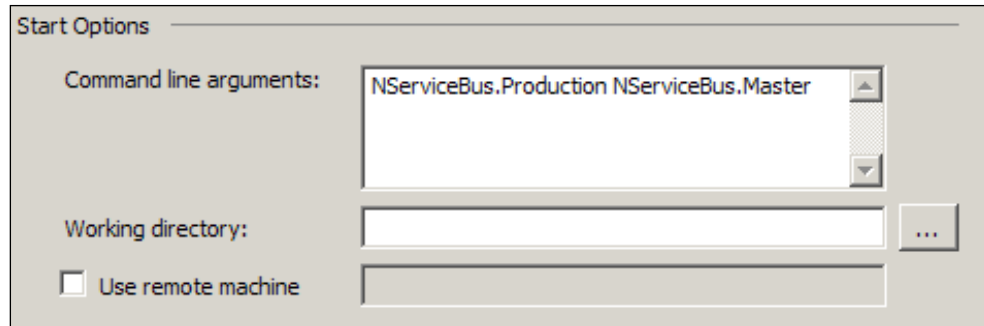 Start Options
Command line arguments: NServiceBus.Production NServiceBus.Master
Working directory: ...
Use remote machine